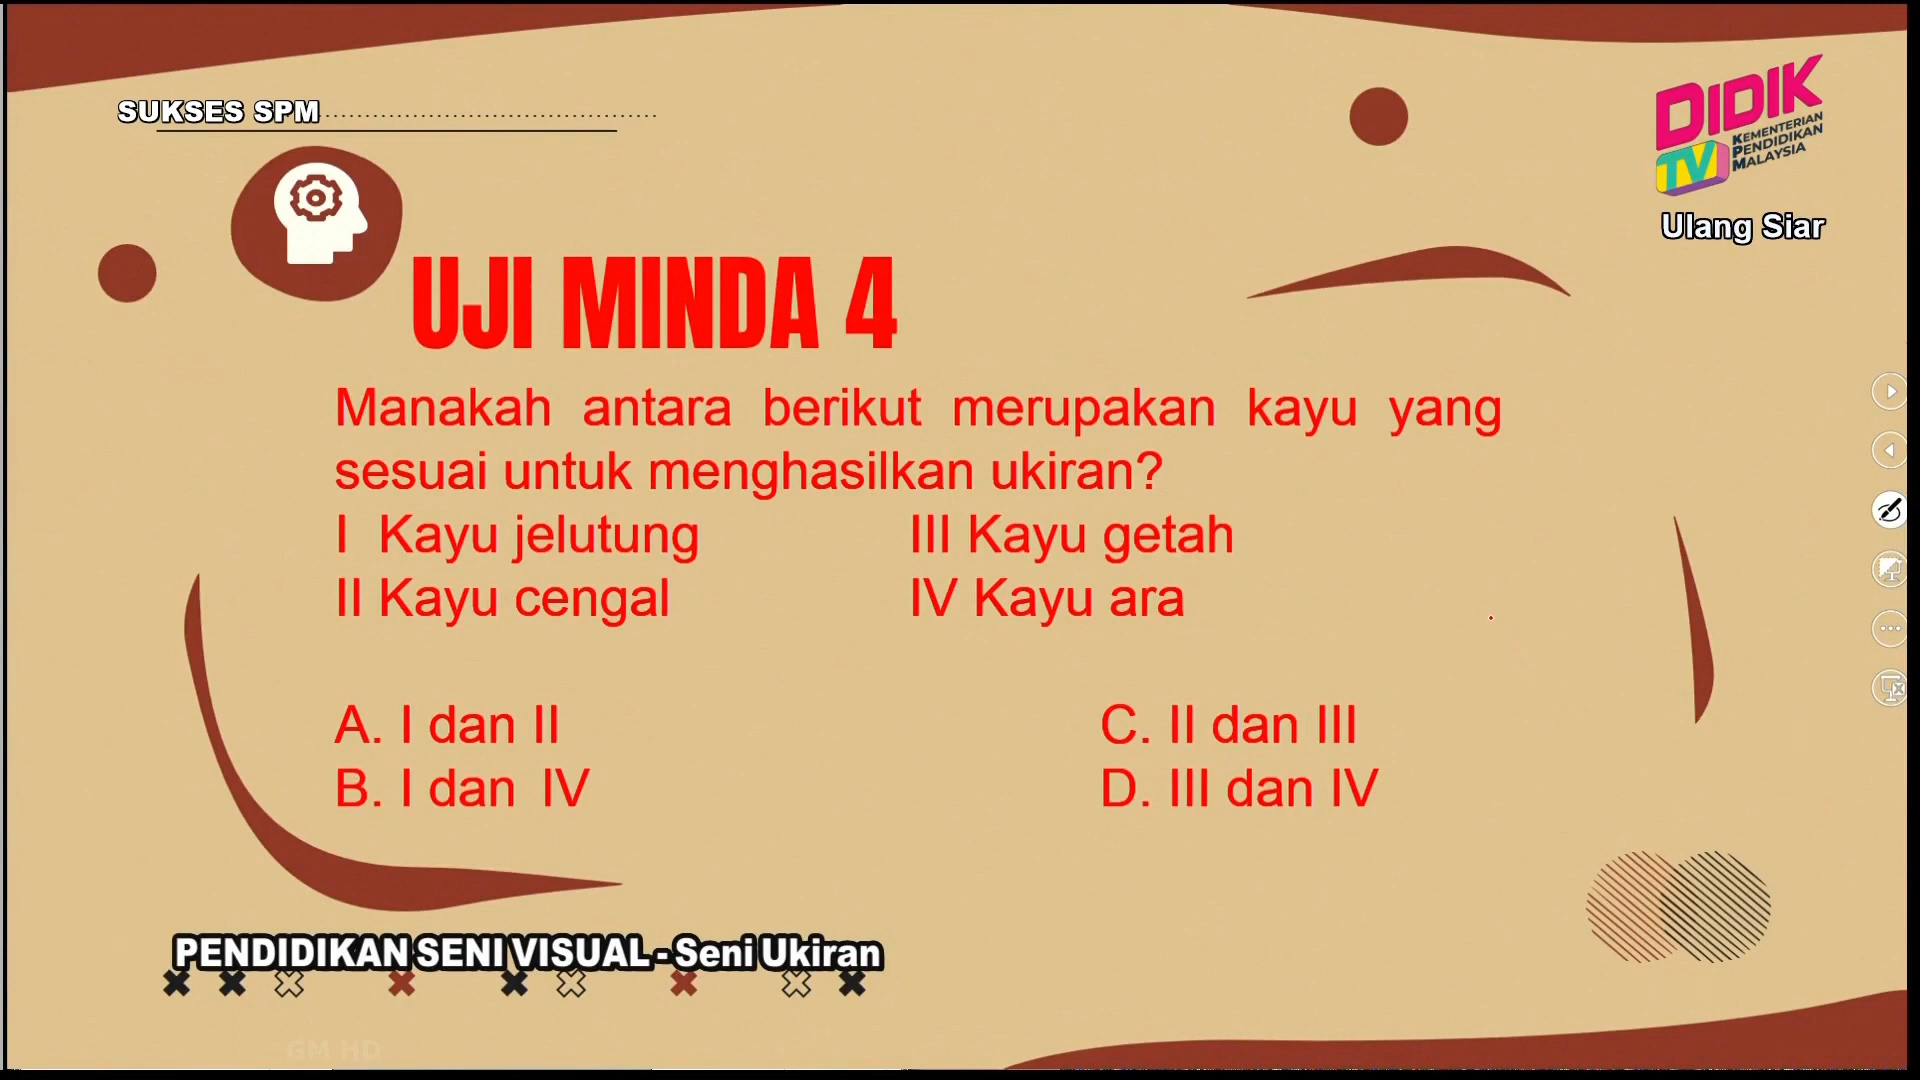 SUKSES SPM
DIDIK
TV
KEMENTERIAN
PENDIDIKAN
MALAYSIA
Ulang Siar
UJI MINDA 4
Manakah antara berikut merupakan kayu yang
sesuai untuk menghasilkan ukiran?
I Kayu jelutung III Kayu getah
II Kayu cengal IV Kayu ara
A. I dan II C. II dan III
B. I dan IV D. III dan IV
PENDIDIKAN SENI VISUAL - Seni Ukiran
GM HD